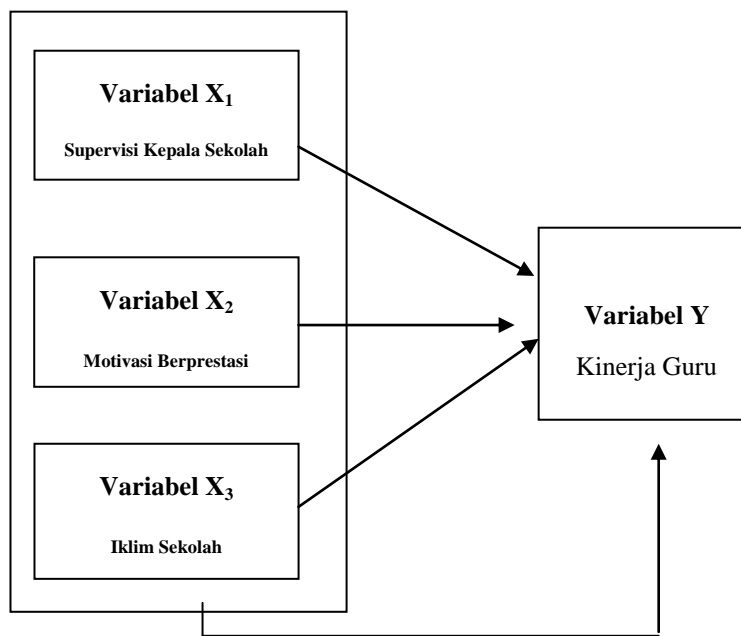 Variabel X₁
Supervisi Kepala Sekolah
Variabel X₂
Motivasi Berprestasi
Variabel X₃
Iklim Sekolah
Variabel Y
Kinerja Guru